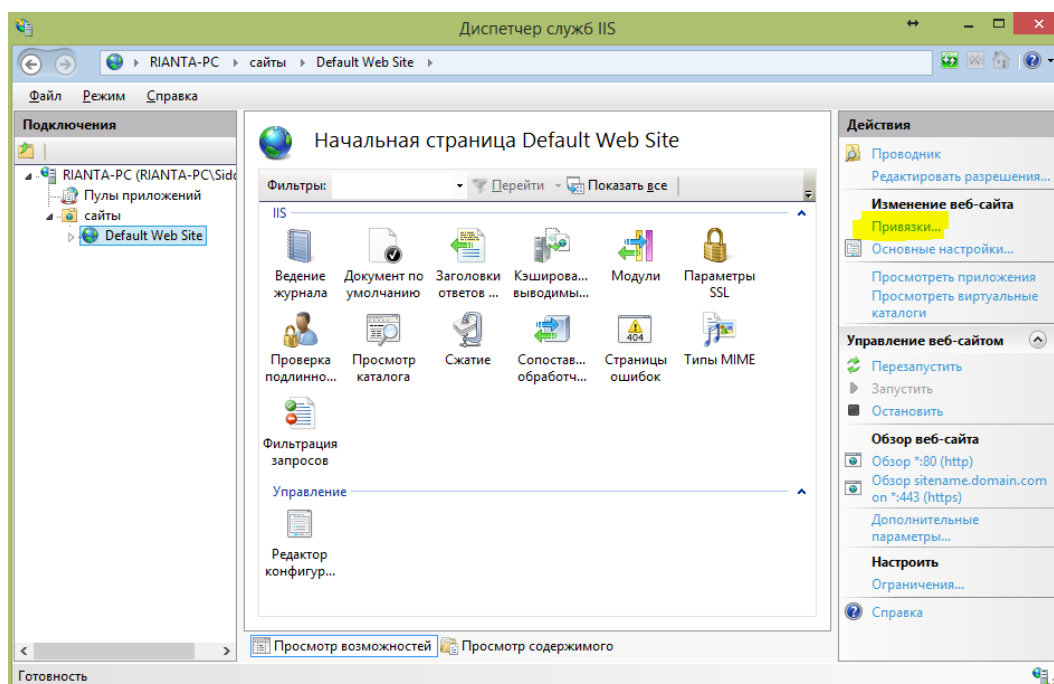 Диспетчер служб IIS
RIANTA-PC
сайты
Default Web Site
Файл Режим Справка
Подключения
RIANTA-PC (RIANTA-PC\Sido
Пулы приложений
сайты
Default Web Site
Начальная страница Default Web Site
Фильтры: Перейти Показать все
IIS
Ведение журнала
Документ по умолчанию
Заголовки ответов ...
Кэширова... выводимы...
Модули
Параметры SSL
Проверка подлинно...
Просмотр каталога
Сжатие
Сопостав... обработч...
404
Страницы ошибок
Типы MIME
Фильтрация запросов
Управление
Редактор конфигур...
Просмотр возможностей Просмотр содержимого
Действия
Проводник
Редактировать разрешения...
Изменение веб-сайта
Привязки...
Основные настройки...
Просмотреть приложения
Просмотреть виртуальные
каталоги
Управление веб-сайтом
Перезапустить
Запустить
Остановить
Обзор веб-сайта
Обзор *:80 (http)
Обзор sitename.domain.com
on *:443 (https)
Дополнительные
параметры...
Настроить
Ограничения...
Справка
Готовность